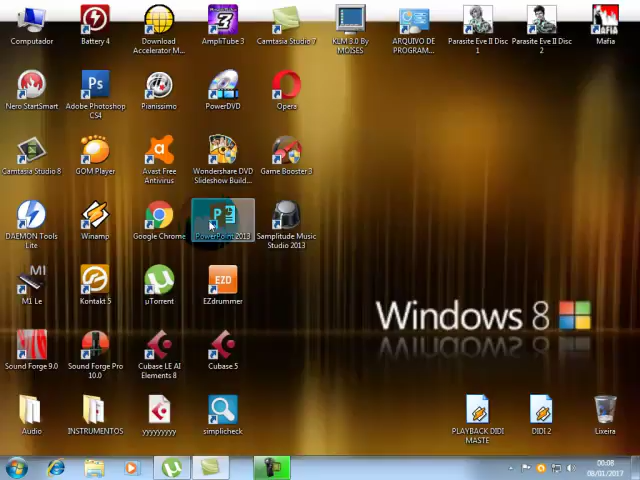 Computador
Battery 4
Download
Accelerator M...
AmpliTube 3
Camtasia Studio 7
KLM 3.0 By
MOISES
ARQUIVO DE
PROGRAM...
Parasite Eve II Disc
1
Parasite Eve II Disc
2
MAFIA
Mafia
Nero StartSmart
Ps
Adobe Photoshop
CS4
Pianissimo
PowerDVD
Opera
Camtasia Studio 8
GOM Player
Avast Free
Antivirus
Wondershare DVD
Slideshow Build...
Game Booster 3
DAEMON Tools
Lite
Winamp
Google Chrome
PowerPoint 2013
Samplitude Music
Studio 2013
MI
M1 Le
Kontakt 5
µTorrent
EZD
EZdrummer
Windows 8
Sound Forge 9.0
Sound Forge Pro
10.0
Cubase LE AI
Elements 8
Cubase 5
Audio
INSTRUMENTOS
yyyyyyyyy
simplicheck
PLAYBACK DIDI
MASTE
DIDI 2
Lixeira
00:08
08/01/2017